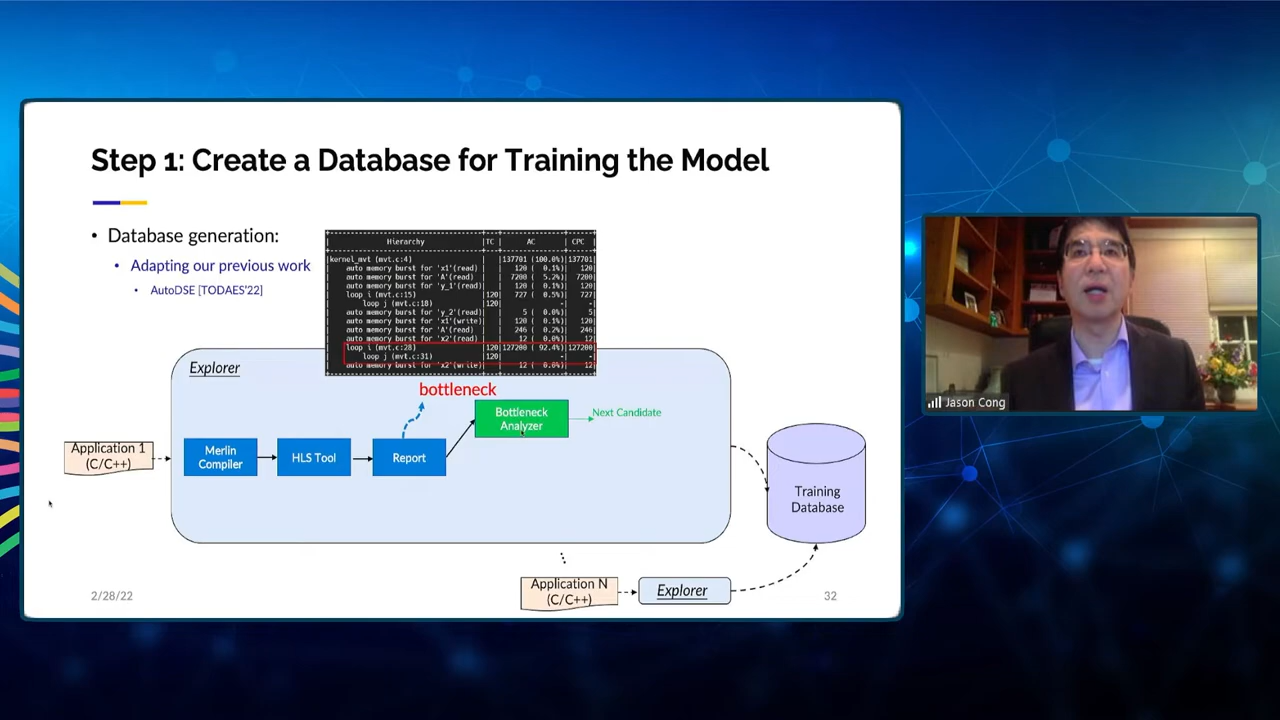 Step 1: Create a Database for Training the Model
• Database generation:
• Adapting our previous work
• AutoDSE [TODAES'22]
Hierarchy |TC | AC | CPC |
|kernel_mvt (mvt.c:4) | |137701 (100.0%)|137701|
auto memory burst for 'x1'(read) | | 120 ( 0.1%)| 120|
auto memory burst for 'A'(read) | | 7200 ( 5.2%)| 7200|
auto memory burst for 'y_1'(read)| | 120 ( 0.1%)| 120|
loop i (mvt.c:15) |120| 727 ( 0.5%)| 727|
loop j (mvt.c:18) |120| -| -|
auto memory burst for 'y_2'(read)| | 5 ( 0.0%)| 5|
auto memory burst for 'x1'(write)| | 120 ( 0.1%)| 120|
auto memory burst for 'A'(read) | | 246 ( 0.2%)| 246|
auto memory burst for 'x2'(read) | | 12 ( 0.0%)| 12|
loop i (mvt.c:28) |120|127200 ( 92.4%)|127200|
loop j (mvt.c:31) |120| -| -|
auto memory burst for 'x2'(write)| | 12 ( 0.0%)| 12|
Explorer
bottleneck
Bottleneck
Analyzer
Next Candidate
Application 1
(C/C++)
Merlin
Compiler
HLS Tool
Report
Training
Database
Application N
(C/C++)
Explorer
2/28/22
32
Jason Cong